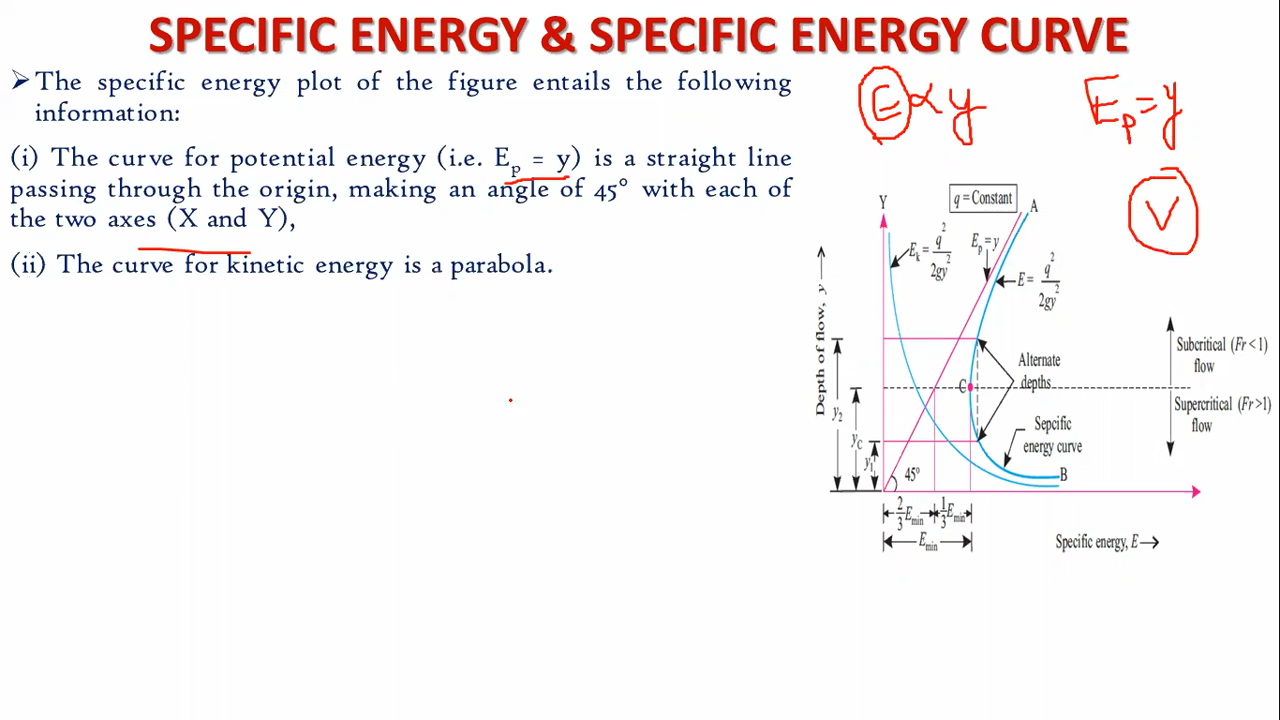 SPECIFIC ENERGY & SPECIFIC ENERGY CURVE
➢The specific energy plot of the figure entails the following
information:
(i) The curve for potential energy (i.e. Ep = y) is a straight line
passing through the origin, making an angle of 45° with each of
the two axes (X and Y),
(ii) The curve for kinetic energy is a parabola.
E ∝ y
Ep = y
V
Y
q = Constant
A
Ek = q²/2gy²
Ep = y
E = q²/2gy²
Depth of flow, y
Subcritical (Fr < 1)
flow
Alternate
depths
C
Supercritical (Fr > 1)
flow
y2
yC
y1
Sepcific
energy curve
45°
B
2/3 Emin
1/3 Emin
Emin
Specific energy, E